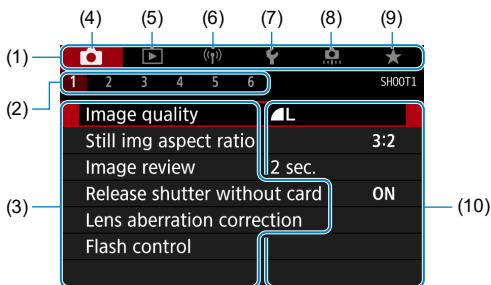 (4) (5) (6) (7) (8) (9)
(1)
(2) 1 2 3 4 5 6 SHOOT1
Image quality L
Still img aspect ratio 3:2
Image review 2 sec.
(3) Release shutter without card ON (10)
Lens aberration correction
Flash control